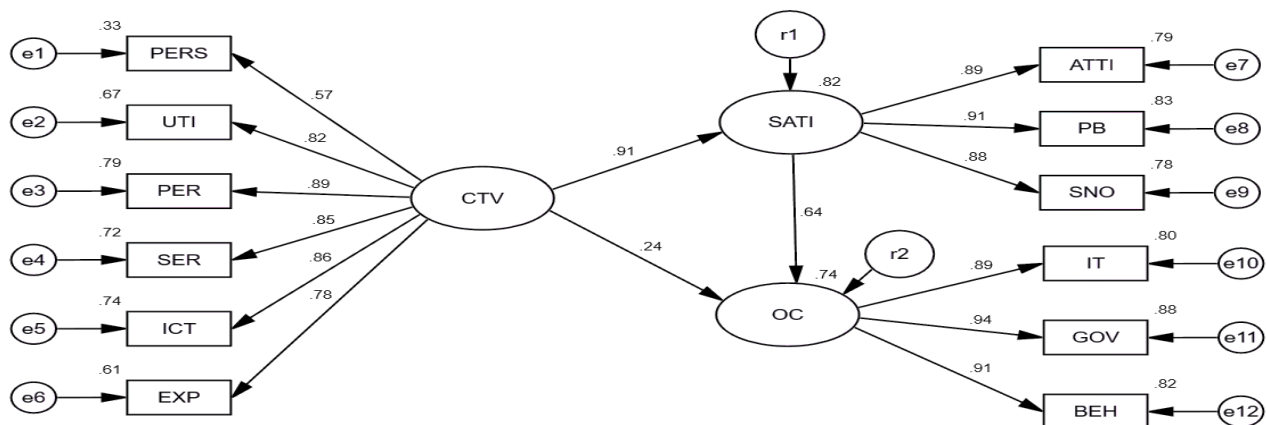 .33
e1
PERS
.67
e2
UTI
.79
e3
PER
.72
e4
SER
.74
e5
ICT
.61
e6
EXP
.57
.82
.89
.85
.86
.78
CTV
.91
.24
r1
.82
SATI
.64
r2
.74
OC
.89
.91
.88
.79
ATTI
e7
.83
PB
e8
.78
SNO
e9
.89
.94
.91
.80
IT
e10
.88
GOV
e11
.82
BEH
e12